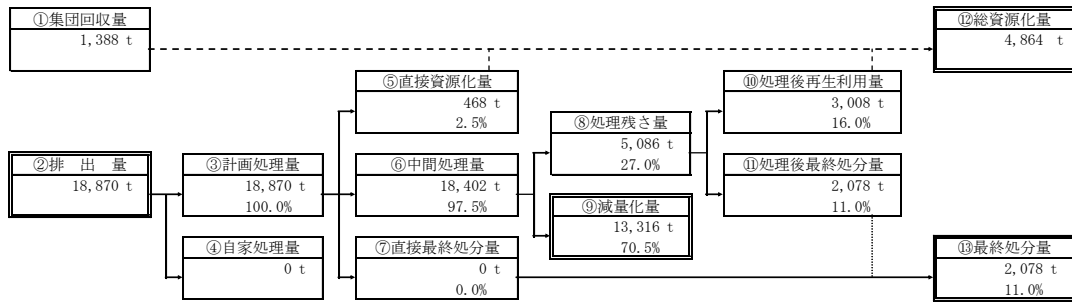 ①集団回収量
1,388 t
⑫総資源化量
4,864 t
⑤直接資源化量
468 t
2.5%
⑩処理後再生利用量
3,008 t
16.0%
⑧処理残さ量
5,086 t
27.0%
②排 出 量
18,870 t
③計画処理量
18,870 t
100.0%
⑥中間処理量
18,402 t
97.5%
⑪処理後最終処分量
2,078 t
11.0%
⑨減量化量
13,316 t
70.5%
④自家処理量
0 t
⑦直接最終処分量
0 t
0.0%
⑬最終処分量
2,078 t
11.0%